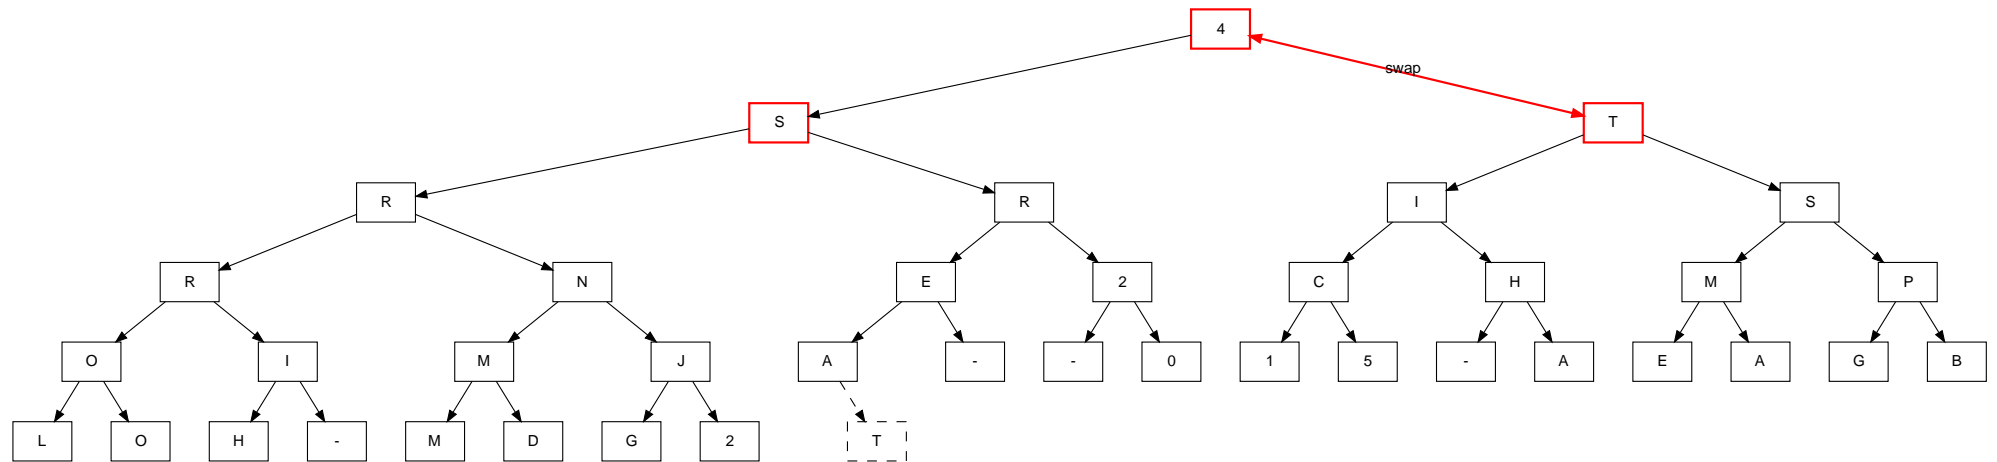 4
swap
S T
R R I S
R N E 2 C H M P
O I M J A - - 0 1 5 - A E A G B
L O H - M D G 2 T